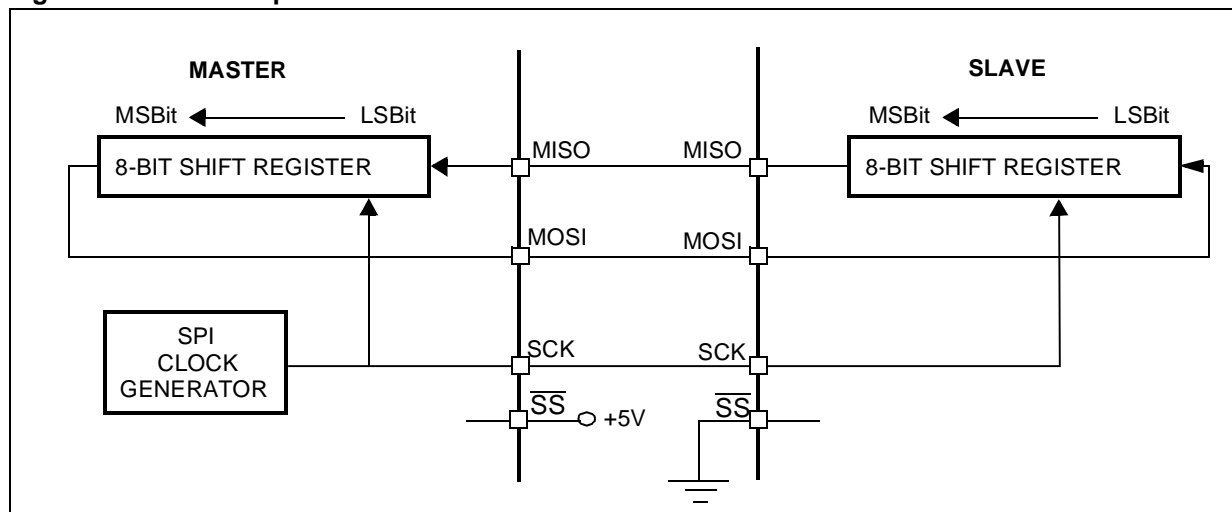 MASTER
SLAVE
MSBit LSBit
MSBit LSBit
8-BIT SHIFT REGISTER
MISO MISO
8-BIT SHIFT REGISTER
MOSI MOSI
SPI
CLOCK
GENERATOR
SCK SCK
SS +5V
SS